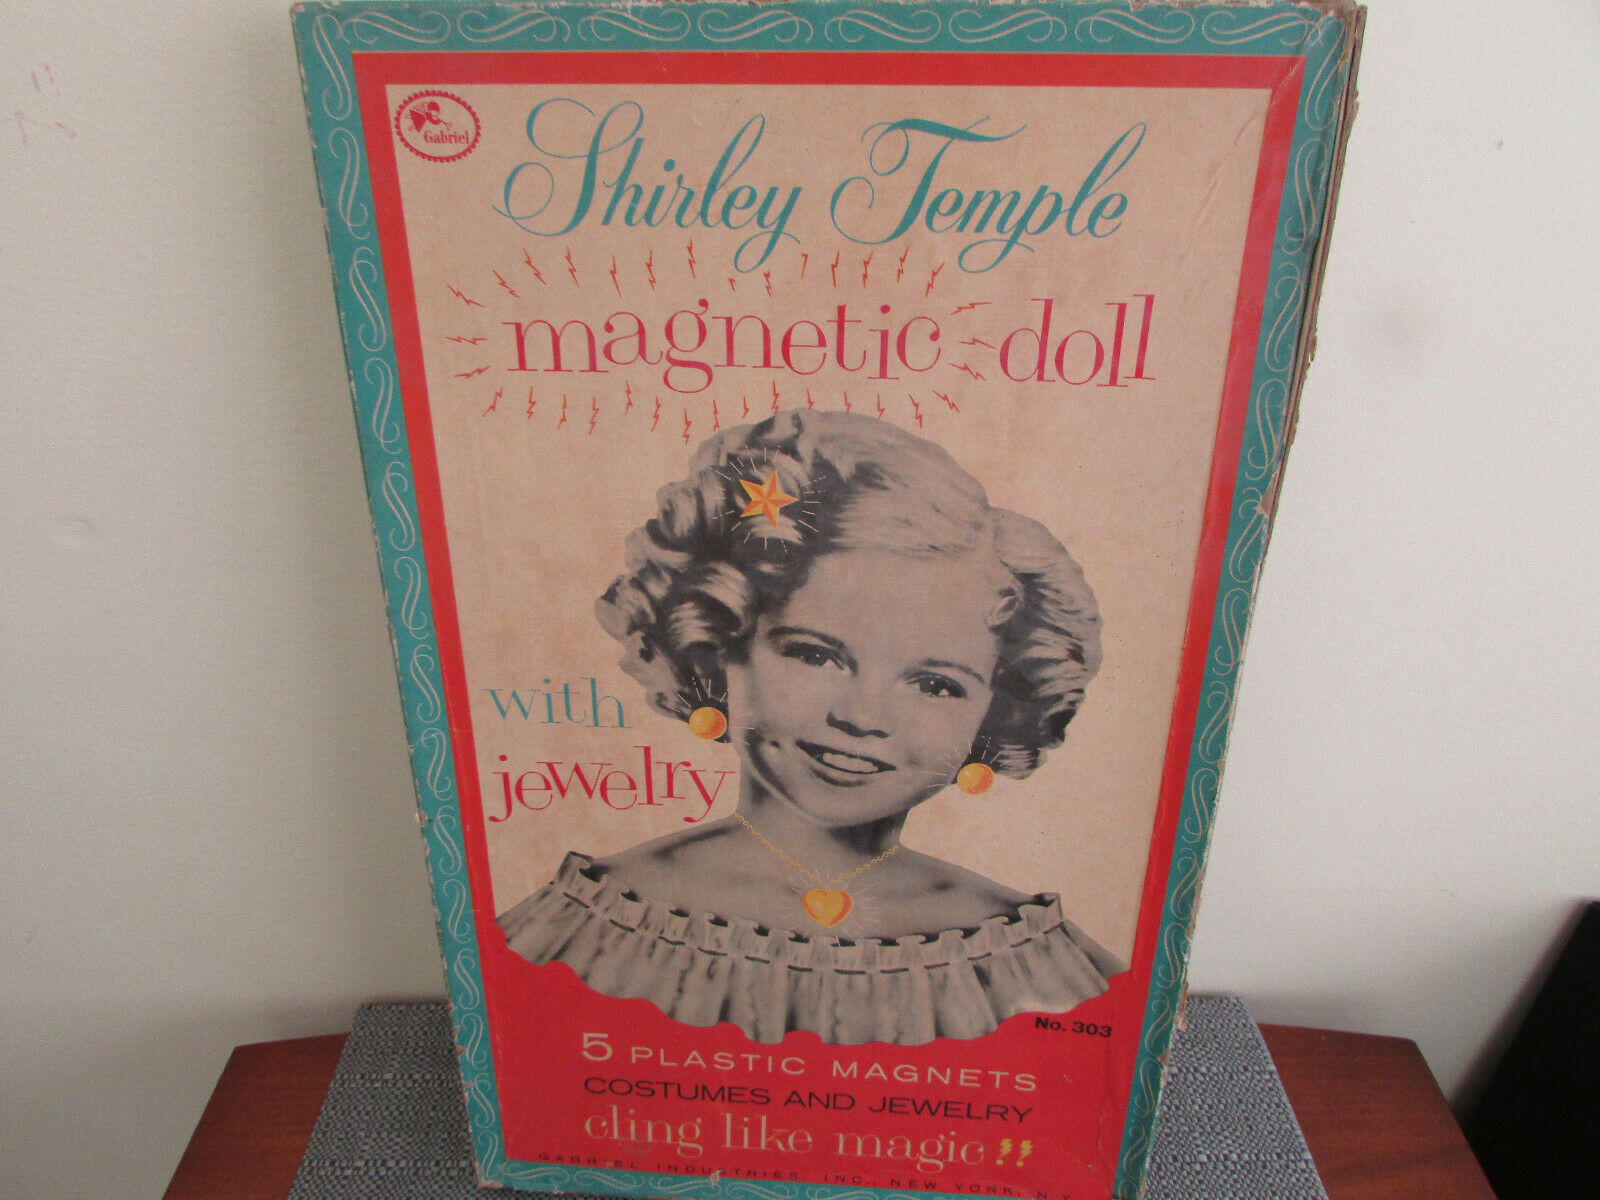 Gabriel
Shirley Temple
magnetic doll
with
jewelry
No. 303
5 PLASTIC MAGNETS
COSTUMES AND JEWELRY
cling like magic!!
GABRIEL INDUSTRIES, INC., NEW YORK, N.Y.